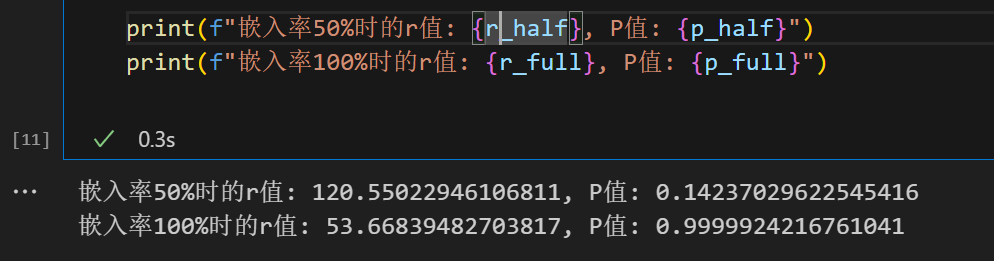 print(f"嵌入率50%时的r值: {r_half}, P值: {p_half}")
print(f"嵌入率100%时的r值: {r_full}, P值: {p_full}")
[11] ✓ 0.3s
... 嵌入率50%时的r值: 120.55022946106811, P值: 0.14237029622545416
嵌入率100%时的r值: 53.66839482703817, P值: 0.9999924216761041